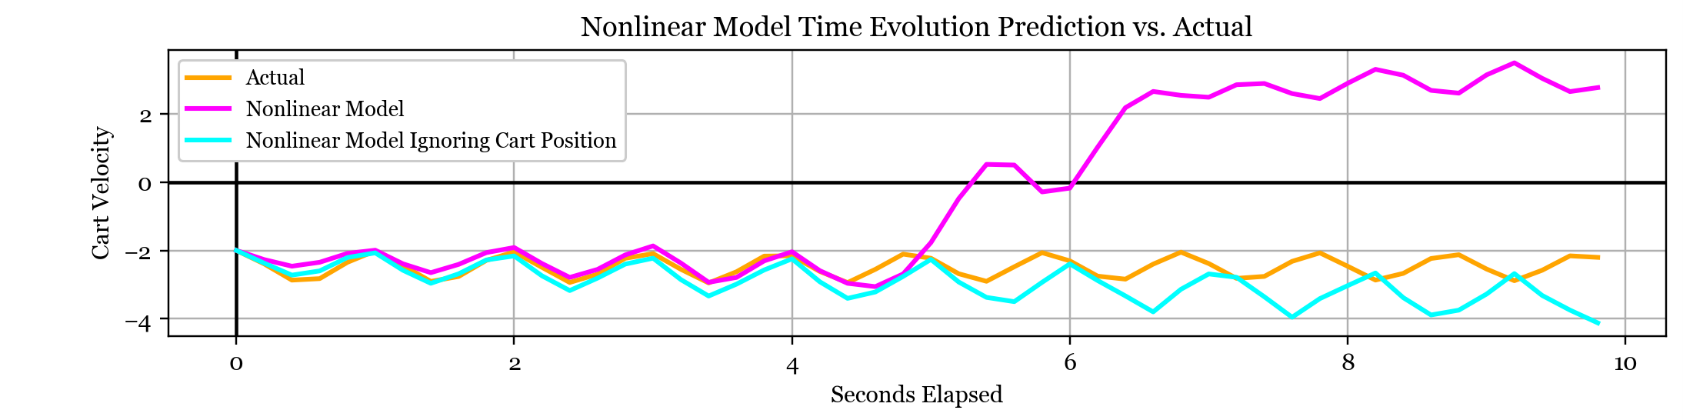 Nonlinear Model Time Evolution Prediction vs. Actual
Actual
Nonlinear Model
Nonlinear Model Ignoring Cart Position
Cart Velocity
2
0
−2
−4
0 2 4 6 8 10
Seconds Elapsed